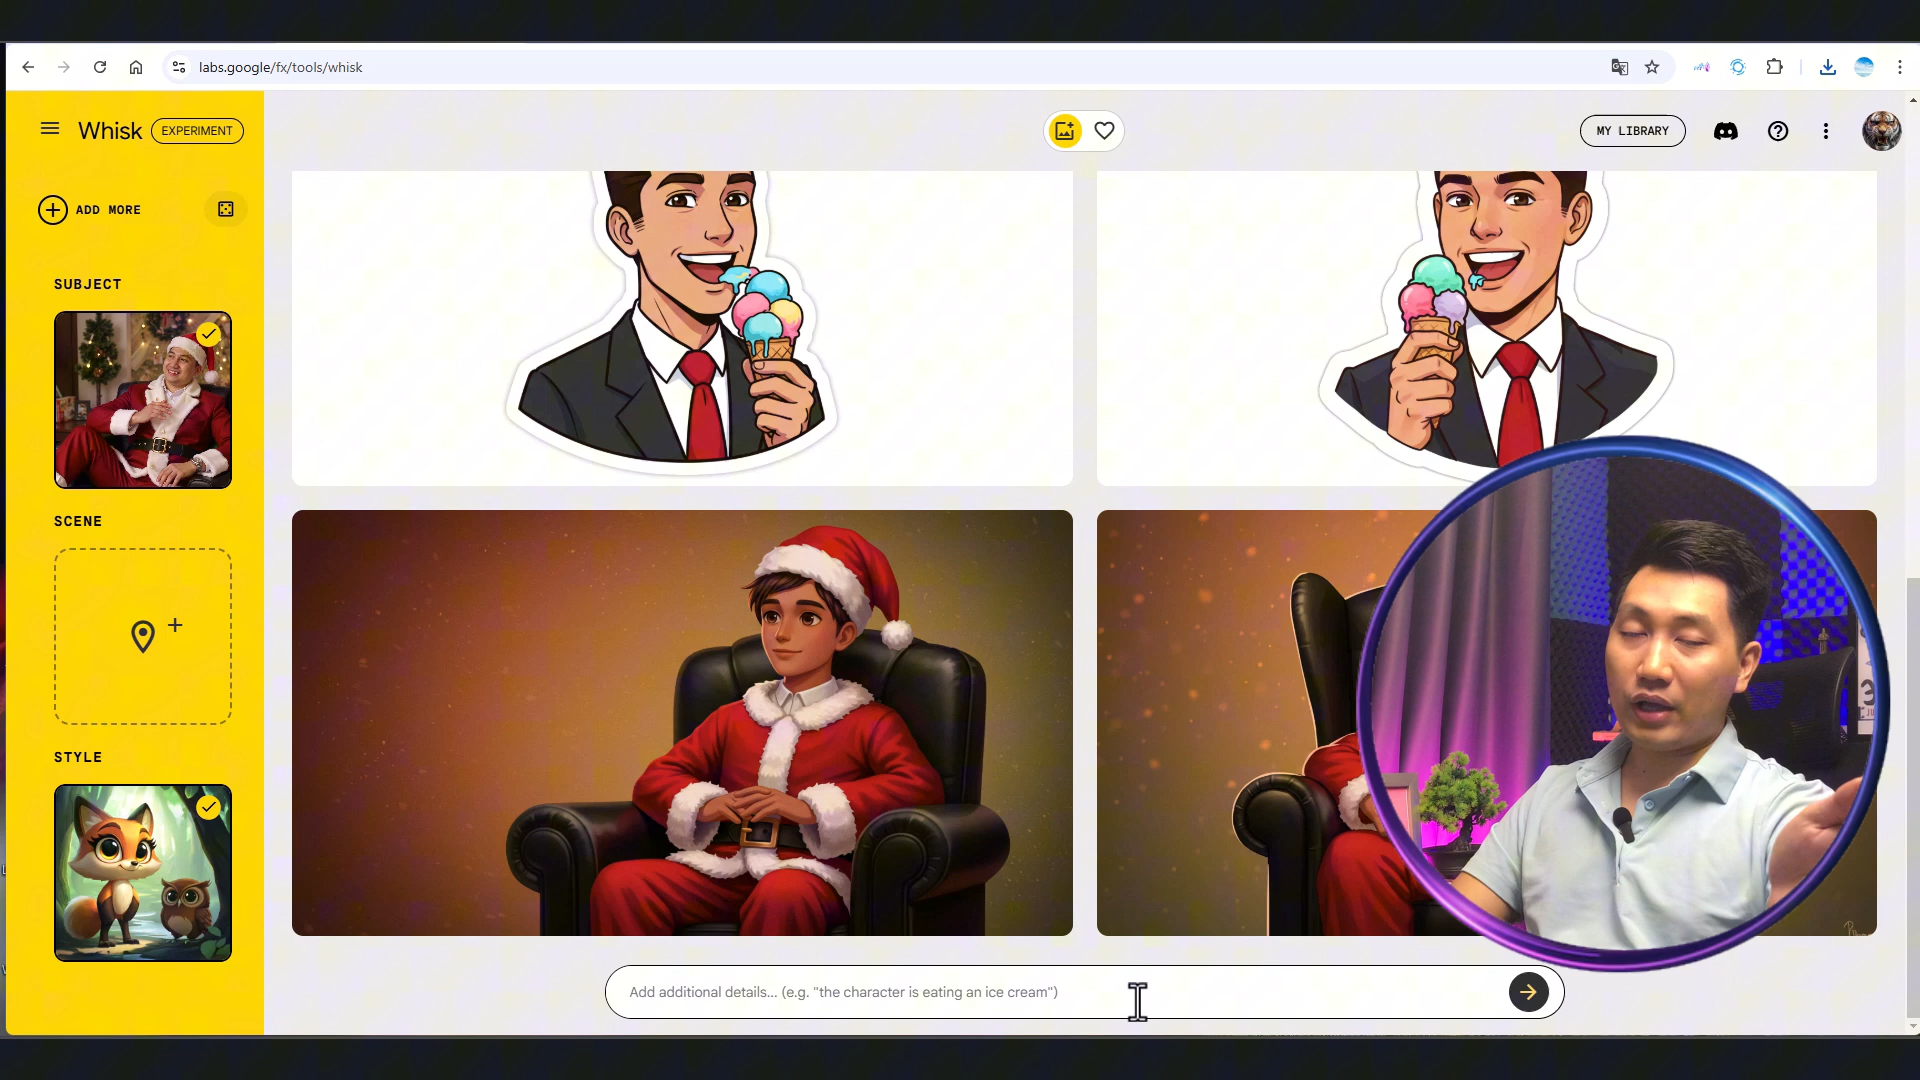 labs.google/fx/tools/whisk
Whisk EXPERIMENT
MY LIBRARY
ADD MORE
SUBJECT
SCENE
STYLE
Add additional details... (e.g. "the character is eating an ice cream")